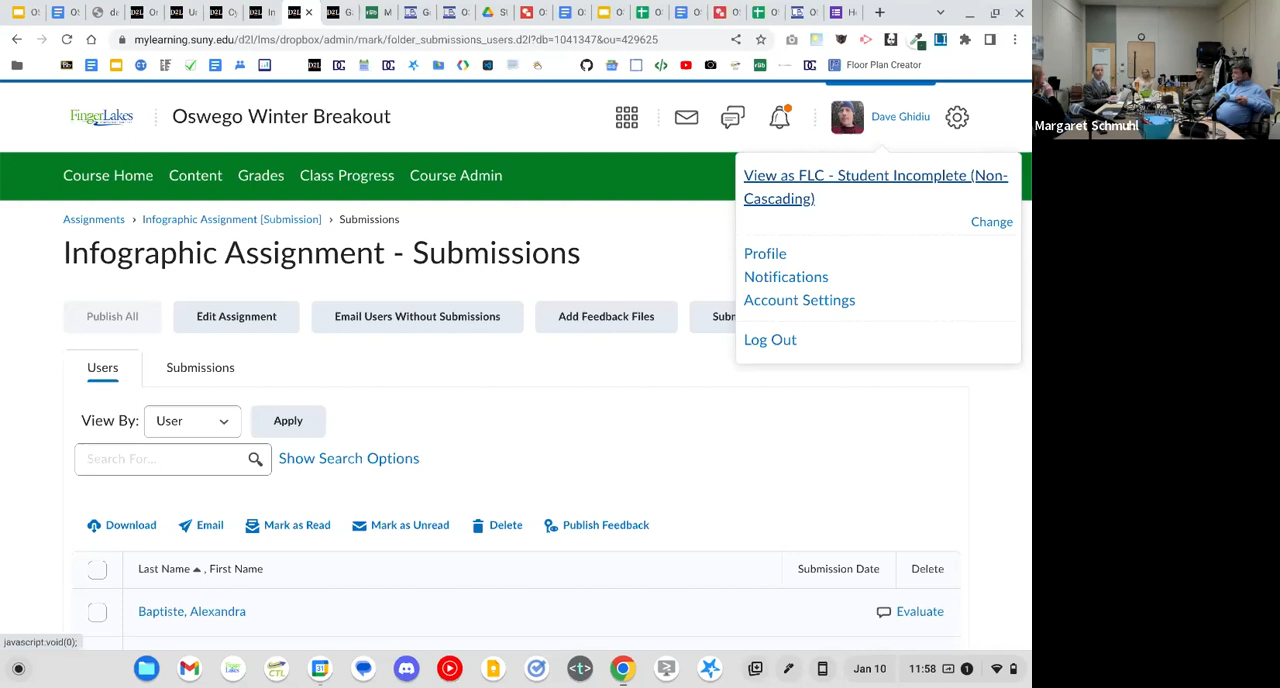 mylearning.suny.edu/d2l/lms/dropbox/admin/mark/folder_submissions_users.d2l?db=1041347&ou=429625
Floor Plan Creator
FingerLakes
Oswego Winter Breakout
Dave Ghidiu
Margaret Schmuhl
Course Home
Content
Grades
Class Progress
Course Admin
View as FLC - Student Incomplete (Non-
Cascading)
Change
Profile
Notifications
Account Settings
Log Out
Assignments › Infographic Assignment [Submission] › Submissions
Infographic Assignment - Submissions
Publish All
Edit Assignment
Email Users Without Submissions
Add Feedback Files
Users
Submissions
View By:
User
Apply
Search For...
Show Search Options
Download
Email
Mark as Read
Mark as Unread
Delete
Publish Feedback
Last Name , First Name
Submission Date
Delete
Baptiste, Alexandra
Evaluate
javascript:void(0);
Jan 10
11:58
1